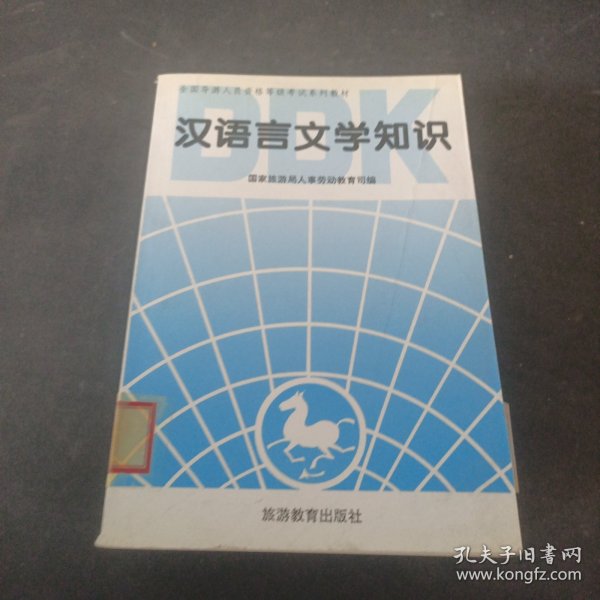 全国导游人员资格等级考试系列教材
BBK
汉语言文学知识
国家旅游局人事劳动教育司编
旅游教育出版社
孔夫子旧书网
www.kongfz.com